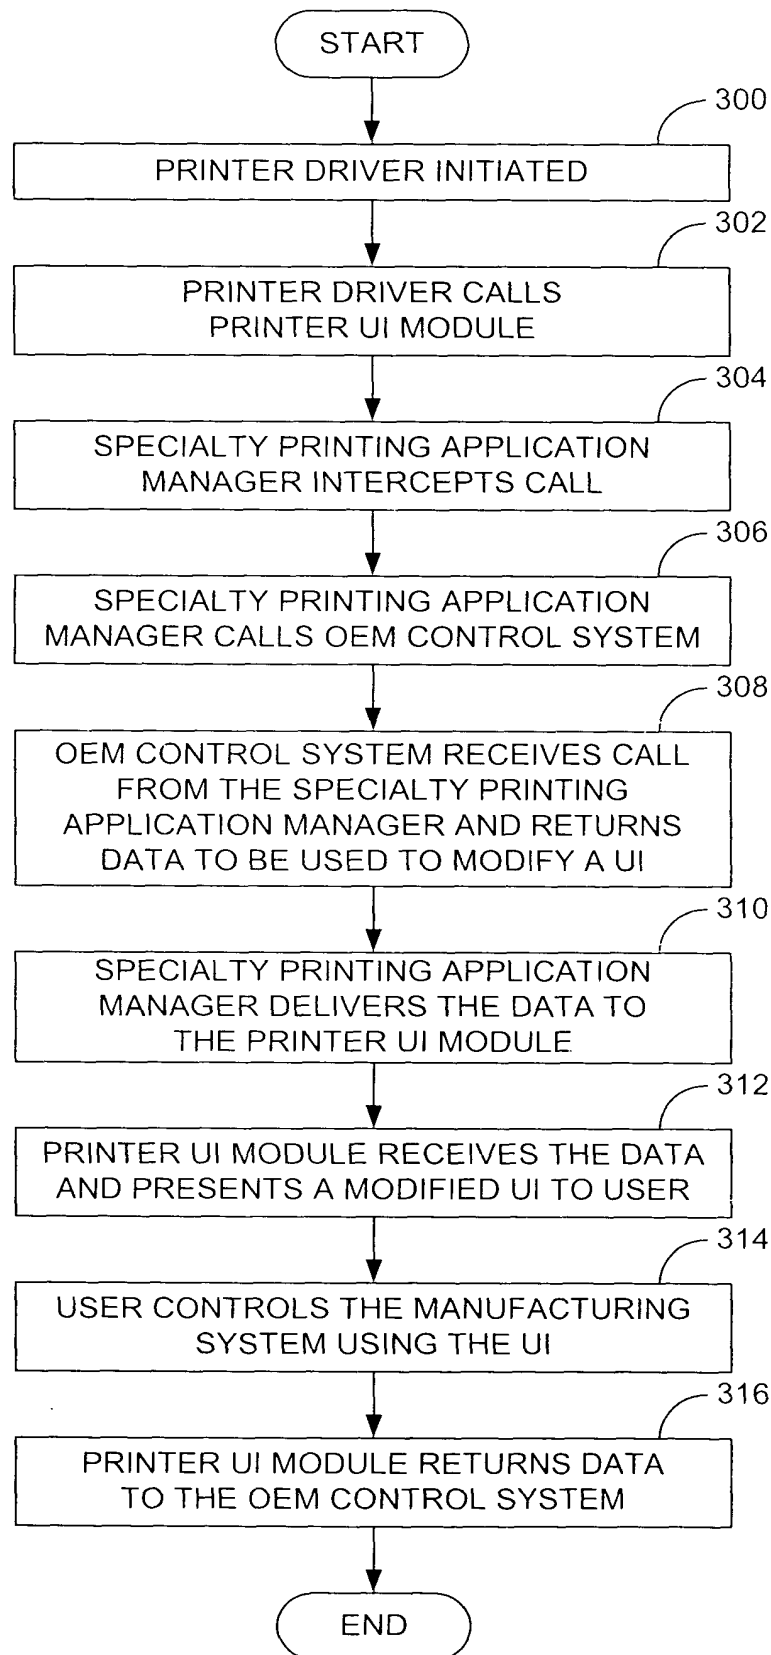 START
300
PRINTER DRIVER INITIATED
302
PRINTER DRIVER CALLS
PRINTER UI MODULE
304
SPECIALTY PRINTING APPLICATION
MANAGER INTERCEPTS CALL
306
SPECIALTY PRINTING APPLICATION
MANAGER CALLS OEM CONTROL SYSTEM
308
OEM CONTROL SYSTEM RECEIVES CALL
FROM THE SPECIALTY PRINTING
APPLICATION MANAGER AND RETURNS
DATA TO BE USED TO MODIFY A UI
310
SPECIALTY PRINTING APPLICATION
MANAGER DELIVERS THE DATA TO
THE PRINTER UI MODULE
312
PRINTER UI MODULE RECEIVES THE DATA
AND PRESENTS A MODIFIED UI TO USER
314
USER CONTROLS THE MANUFACTURING
SYSTEM USING THE UI
316
PRINTER UI MODULE RETURNS DATA
TO THE OEM CONTROL SYSTEM
END